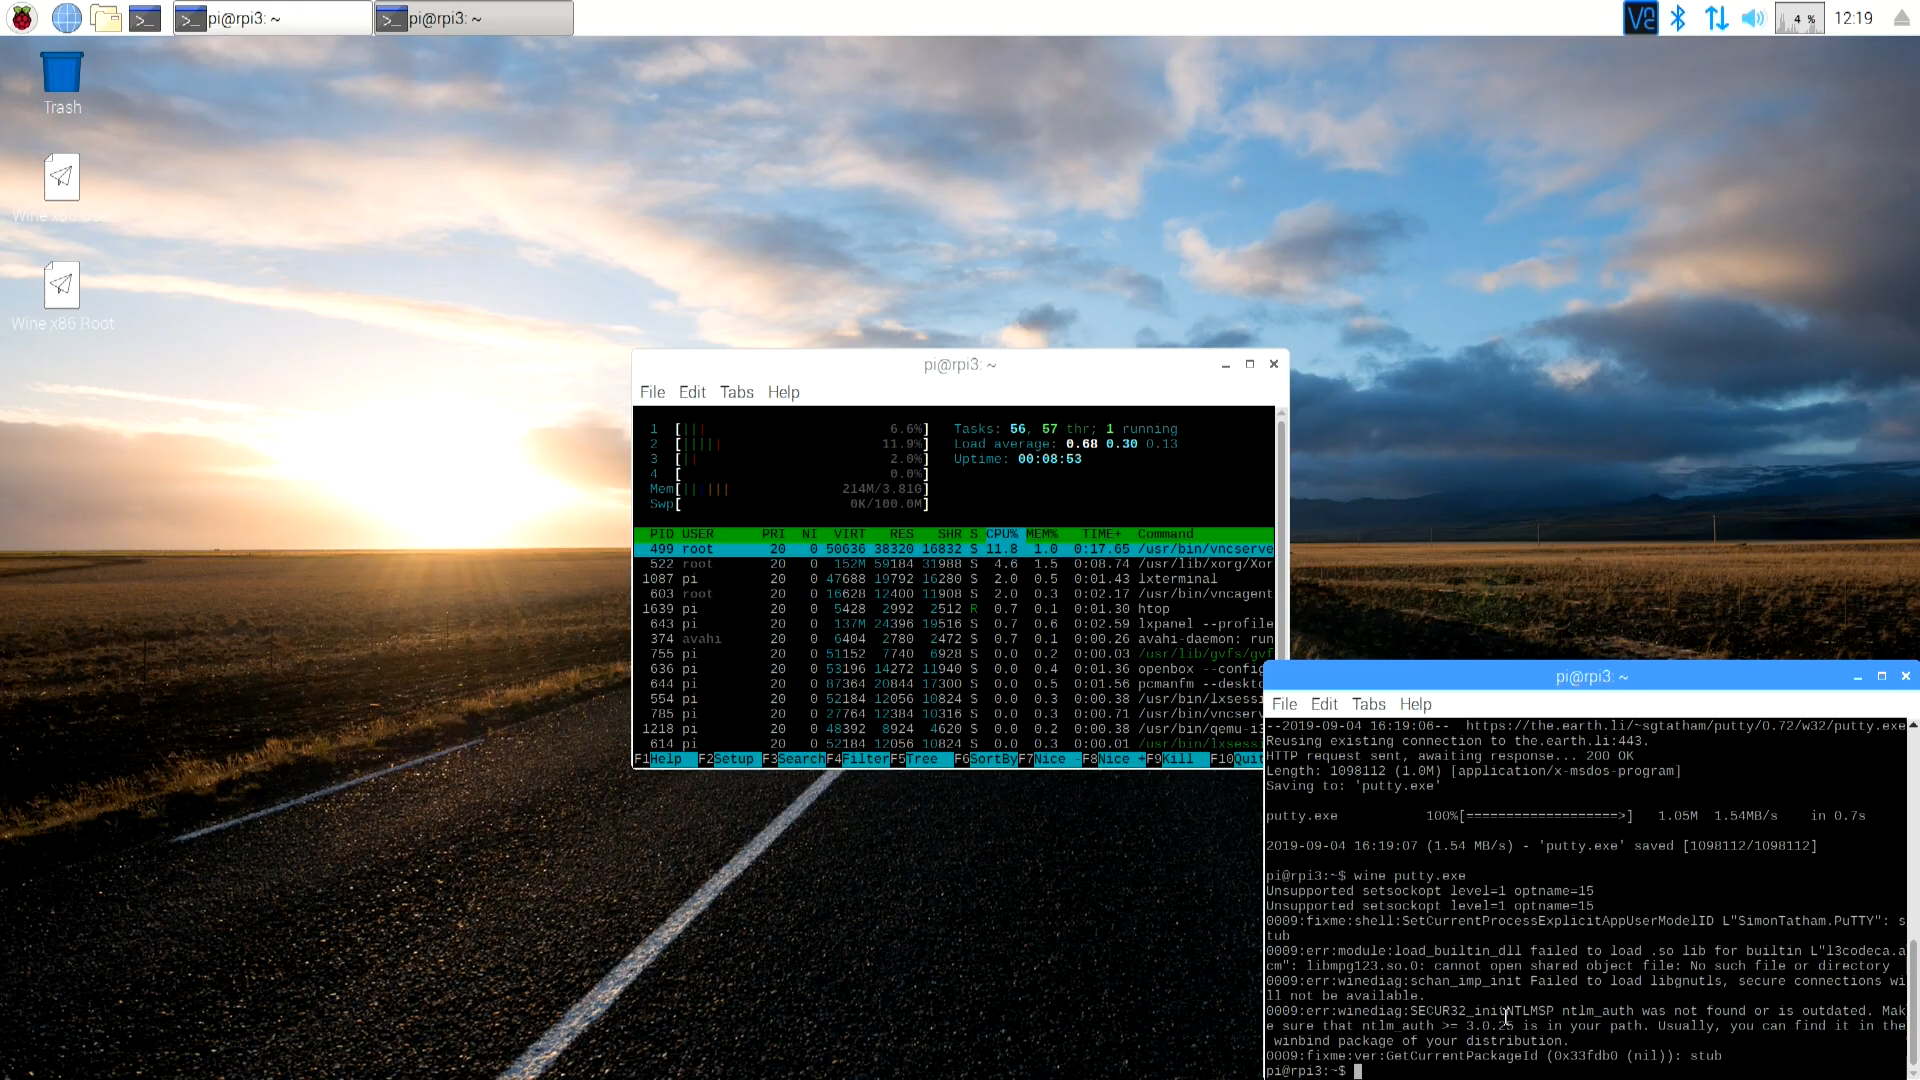 pi@rpi3: ~
pi@rpi3: ~
4 %
12:19
Trash
Wine x86 Root
pi@rpi3: ~
File Edit Tabs Help
1 [||| 6.6%] Tasks: 56, 57 thr; 1 running
2 [||||| 11.9%] Load average: 0.68 0.30 0.13
3 [|| 2.0%] Uptime: 00:08:53
4 [ 0.0%]
Mem[|||||| 214M/3.81G]
Swp[ 0K/100.0M]
PID USER PRI NI VIRT RES SHR S CPU% MEM% TIME+ Command
499 root 20 0 50636 38320 16832 S 11.8 1.0 0:17.65 /usr/bin/vncserve
522 root 20 0 152M 59184 31988 S 4.6 1.5 0:08.74 /usr/lib/xorg/Xor
1087 pi 20 0 47688 19792 16280 S 2.0 0.5 0:01.43 lxterminal
603 root 20 0 16628 12400 11908 S 2.0 0.3 0:02.17 /usr/bin/vncagent
1639 pi 20 0 5428 2992 2512 R 0.7 0.1 0:01.30 htop
643 pi 20 0 137M 24396 19516 S 0.7 0.6 0:02.59 lxpanel --profile
374 avahi 20 0 6404 2780 2472 S 0.7 0.1 0:00.26 avahi-daemon: run
755 pi 20 0 51152 7740 6928 S 0.0 0.2 0:00.03 /usr/lib/gvfs/gvf
636 pi 20 0 53196 14272 11940 S 0.0 0.4 0:01.36 openbox --config
644 pi 20 0 87364 20844 17300 S 0.0 0.5 0:01.56 pcmanfm --deskto
554 pi 20 0 52184 12056 10824 S 0.0 0.3 0:00.38 /usr/bin/lxsessi
785 pi 20 0 27764 12384 10316 S 0.0 0.3 0:00.71 /usr/bin/vncserv
1218 pi 20 0 48392 8924 4620 S 0.0 0.2 0:00.38 /usr/bin/qemu-i3
614 pi 20 0 52184 12056 10824 S 0.0 0.3 0:00.01 /usr/bin/lxsess
F1Help F2Setup F3SearchF4FilterF5Tree F6SortByF7Nice -F8Nice +F9Kill F10Quit
pi@rpi3: ~
File Edit Tabs Help
--2019-09-04 16:19:06-- https://the.earth.li/~sgtatham/putty/0.72/w32/putty.exe
Reusing existing connection to the.earth.li:443.
HTTP request sent, awaiting response... 200 OK
Length: 1098112 (1.0M) [application/x-msdos-program]
Saving to: 'putty.exe'
putty.exe 100%[===================>] 1.05M 1.54MB/s in 0.7s
2019-09-04 16:19:07 (1.54 MB/s) - 'putty.exe' saved [1098112/1098112]
pi@rpi3:~$ wine putty.exe
Unsupported setsockopt level=1 optname=15
Unsupported setsockopt level=1 optname=15
0009:fixme:shell:SetCurrentProcessExplicitAppUserModelID L"SimonTatham.PuTTY": s
tub
0009:err:module:load_builtin_dll failed to load .so lib for builtin L"l3codeca.a
cm": libmpg123.so.0: cannot open shared object file: No such file or directory
0009:err:winediag:schan_imp_init Failed to load libgnutls, secure connections wi
ll not be available.
0009:err:winediag:SECUR32_initNTLMSP ntlm_auth was not found or is outdated. Mak
e sure that ntlm_auth >= 3.0.25 is in your path. Usually, you can find it in the
winbind package of your distribution.
0009:fixme:ver:GetCurrentPackageId (0x33fdb0 (nil)): stub
pi@rpi3:~$